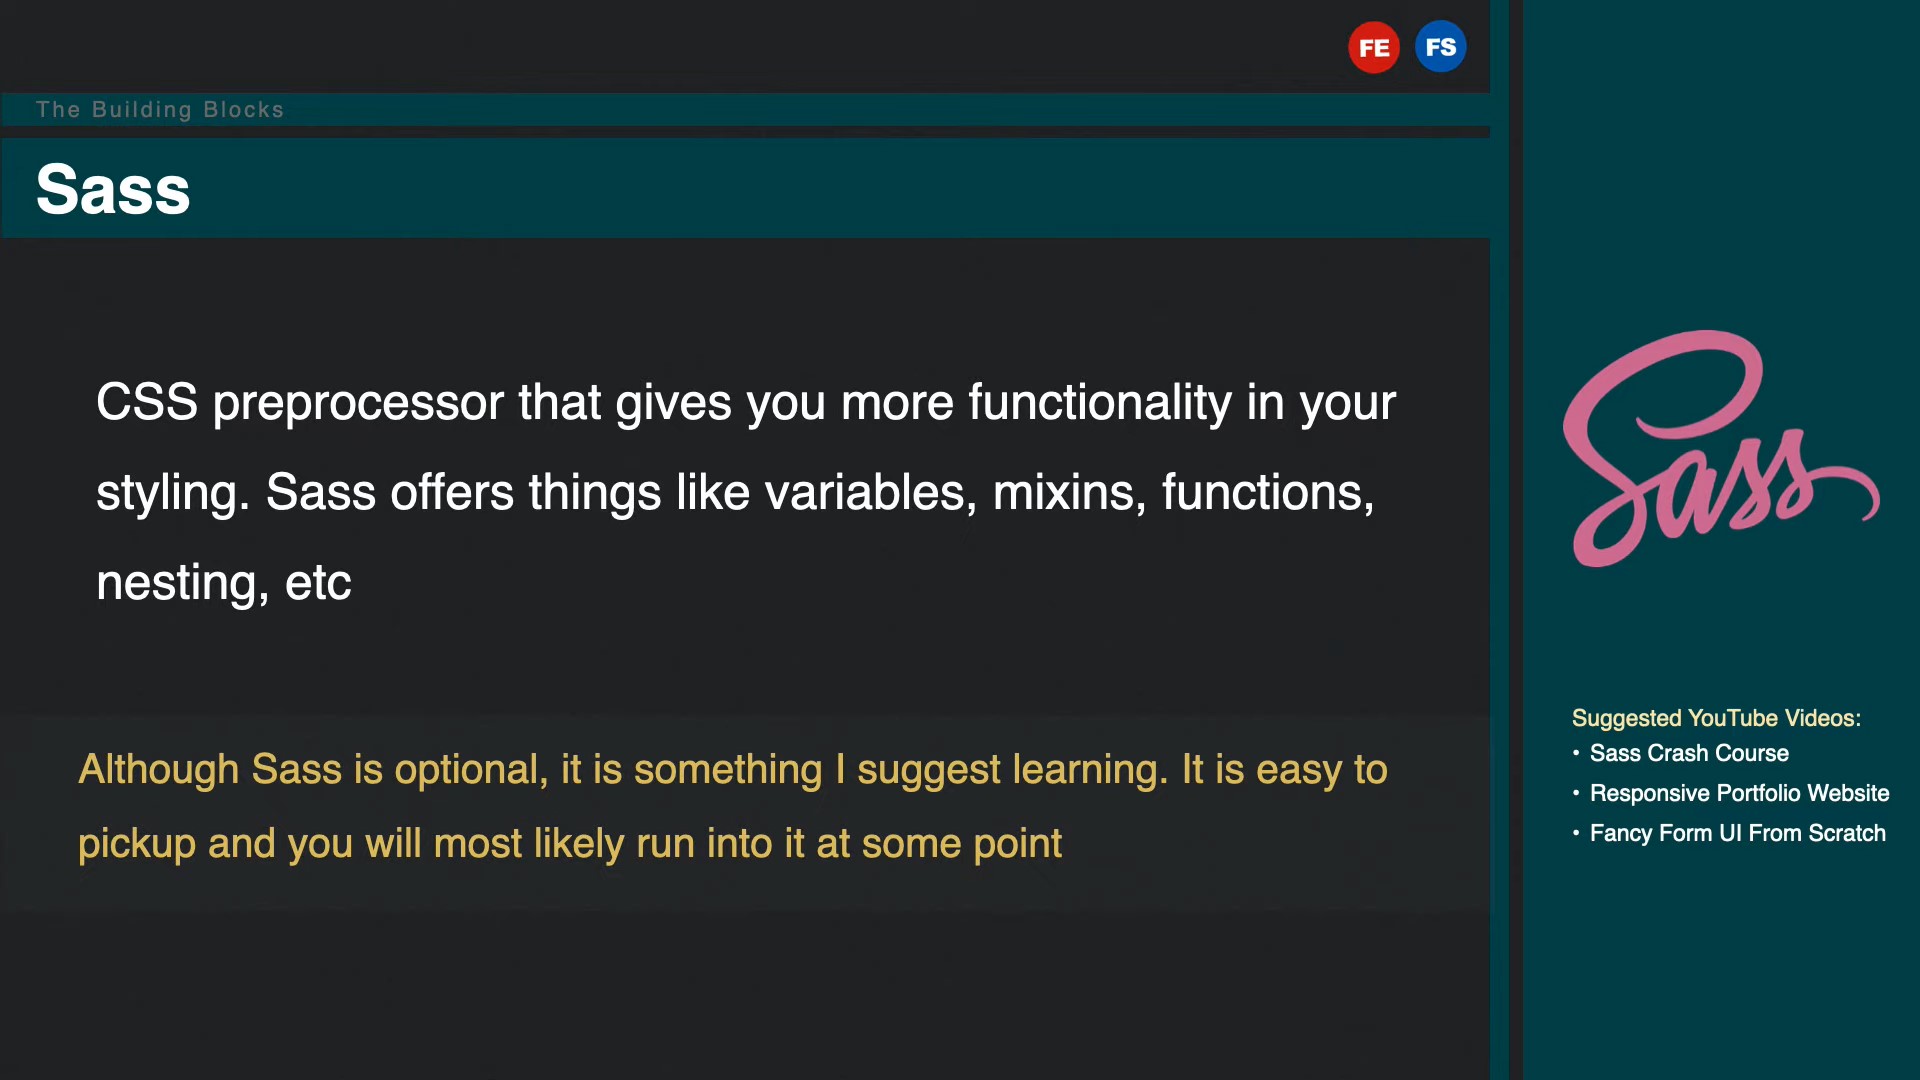 FE FS
The Building Blocks
Sass
CSS preprocessor that gives you more functionality in your
styling. Sass offers things like variables, mixins, functions,
nesting, etc
Although Sass is optional, it is something I suggest learning. It is easy to
pickup and you will most likely run into it at some point
Sass
Suggested YouTube Videos:
• Sass Crash Course
• Responsive Portfolio Website
• Fancy Form UI From Scratch